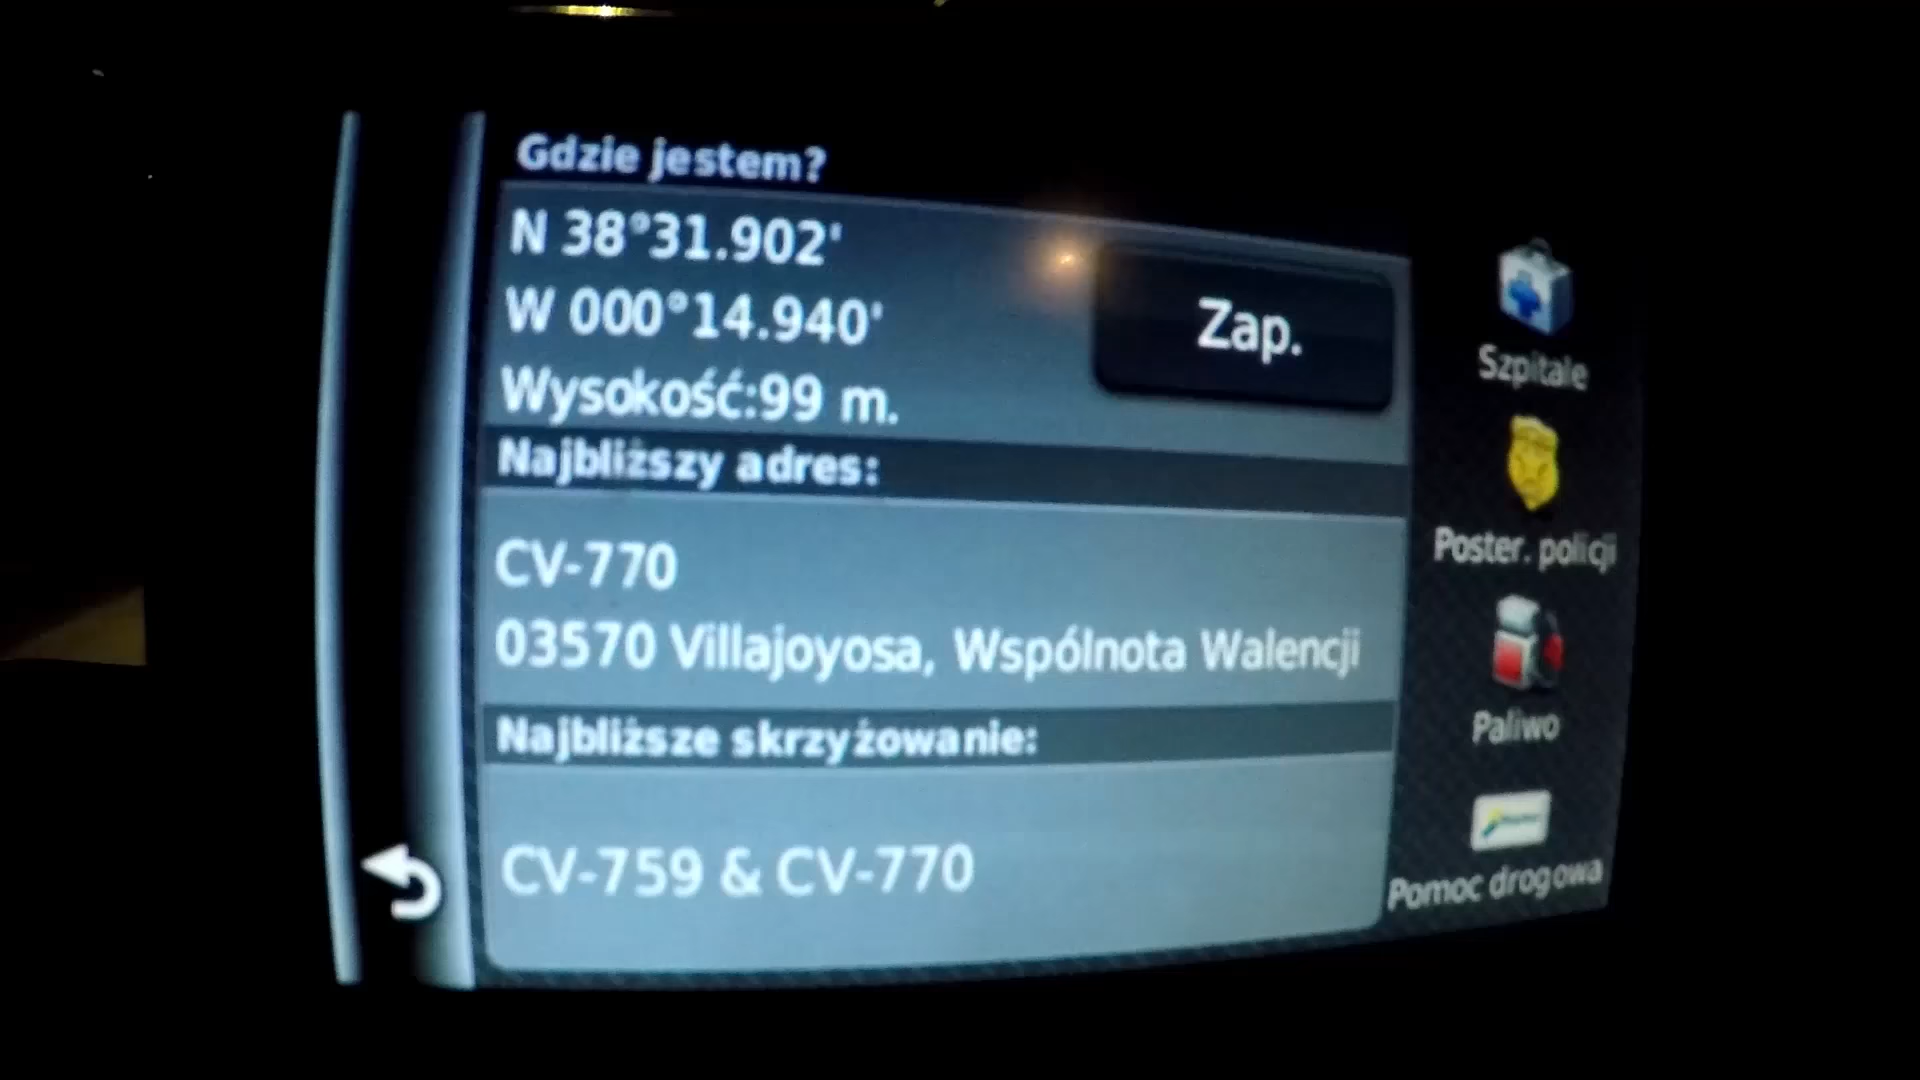 Gdzie jestem?
N 38°31.902'
W 000°14.940'
Wysokość:99 m.
Zap.
Najbliższy adres:
CV-770
03570 Villajoyosa, Wspólnota Walencji
Najbliższe skrzyżowanie:
CV-759 & CV-770
Szpitale
Poster. policji
Paliwo
Pomoc drogowa